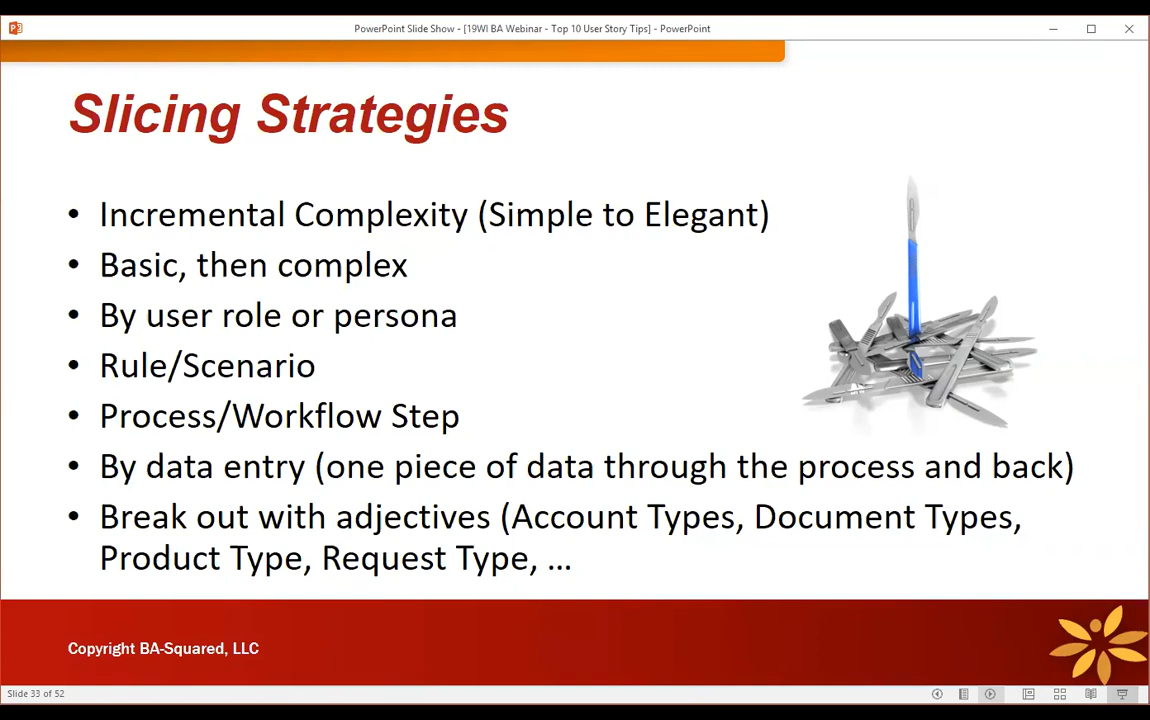 PowerPoint Slide Show - [19WI BA Webinar - Top 10 User Story Tips] - PowerPoint
Slicing Strategies
• Incremental Complexity (Simple to Elegant)
• Basic, then complex
• By user role or persona
• Rule/Scenario
• Process/Workflow Step
• By data entry (one piece of data through the process and back)
• Break out with adjectives (Account Types, Document Types,
Product Type, Request Type, …
Copyright BA-Squared, LLC
Slide 33 of 52